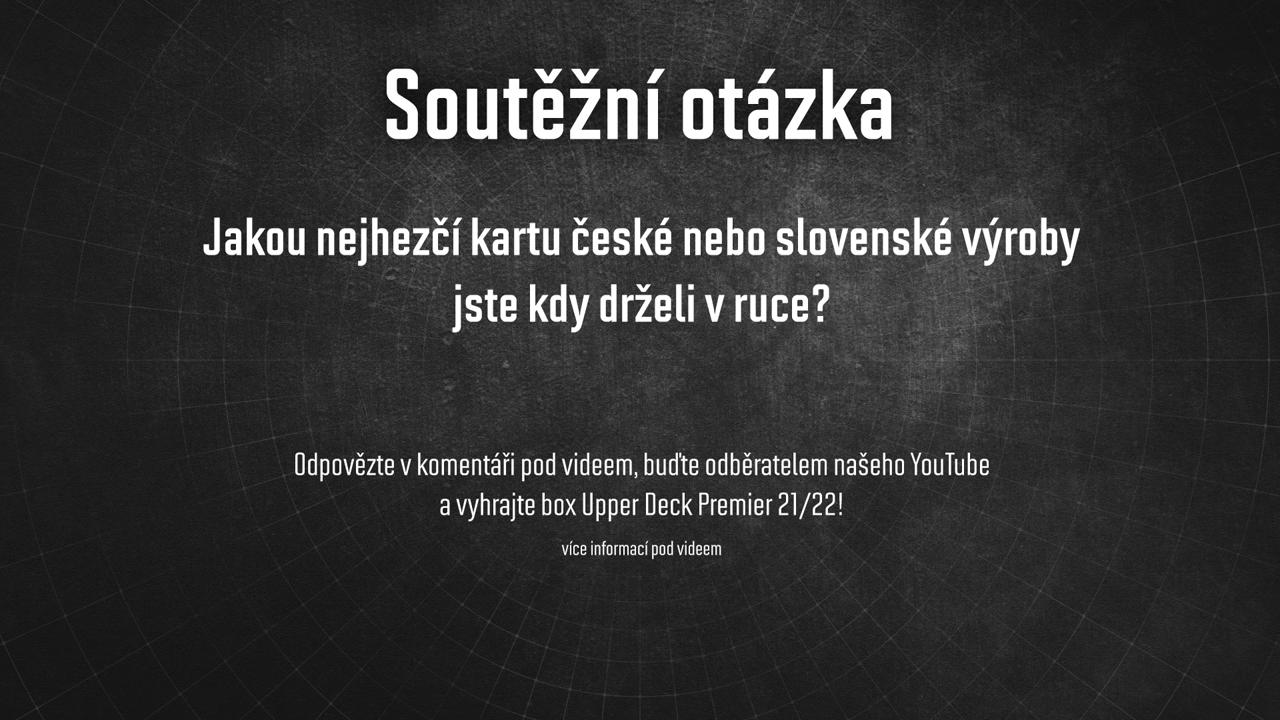 Soutěžní otázka
Jakou nejhezčí kartu české nebo slovenské výroby
jste kdy drželi v ruce?
Odpovězte v komentáři pod videem, buďte odběratelem našeho YouTube
a vyhrajte box Upper Deck Premier 21/22!
více informací pod videem